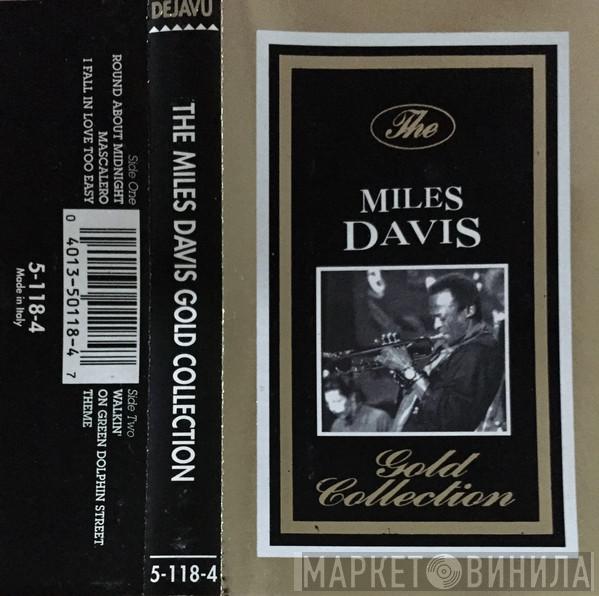 Side One
ROUND ABOUT MIDNIGHT
MASCALERO
I FALL IN LOVE TOO EASY
0 4013-50118-4 7
5-118-4
Made in Italy
Side Two
WALKIN'
ON GREEN DOLPHIN STREET
THEME
DEJAVU
THE MILES DAVIS GOLD COLLECTION
5-118-4
The
MILES
DAVIS
Gold
Collection
МАРКЕТ ВИНИЛА